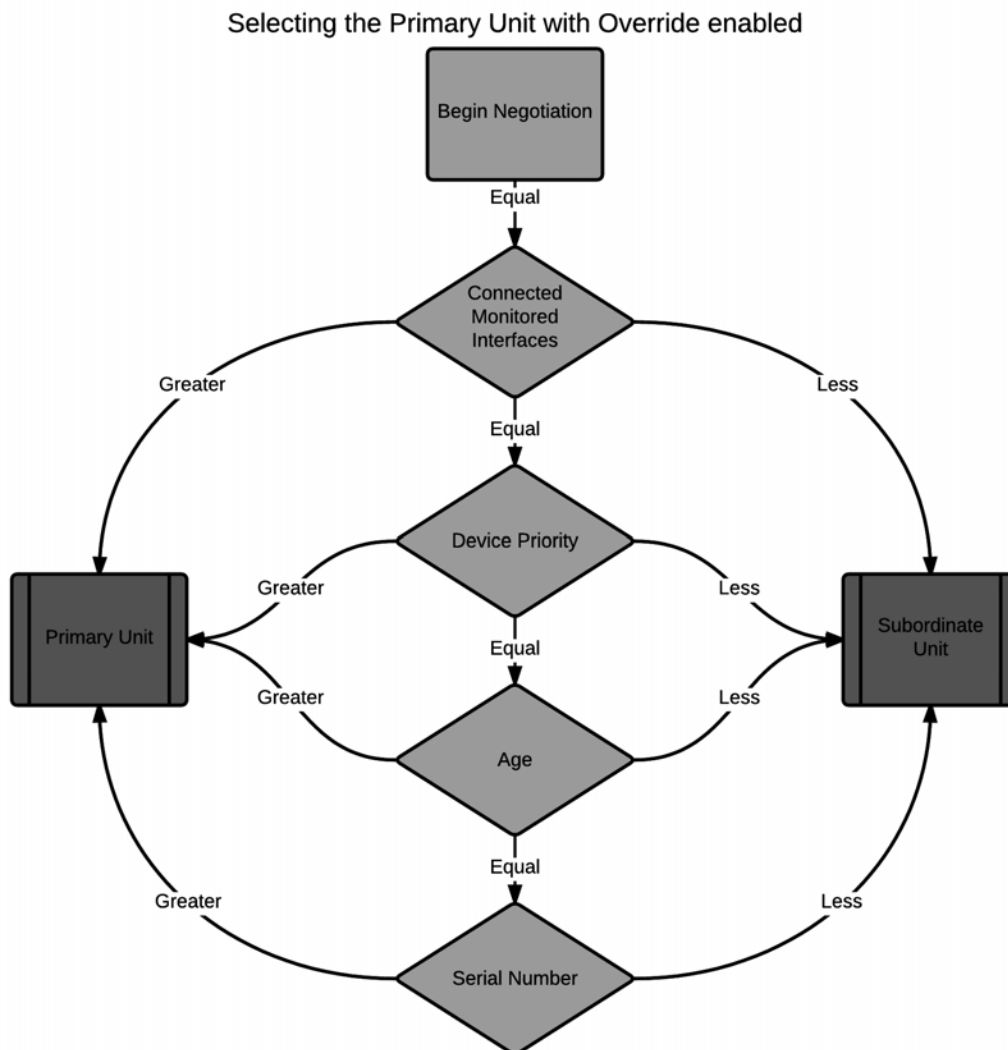 Selecting the Primary Unit with Override enabled
Begin Negotiation
Equal
Connected
Monitored
Interfaces
Greater
Less
Equal
Device Priority
Greater
Less
Primary Unit
Subordinate
Unit
Equal
Greater
Less
Age
Equal
Greater
Less
Serial Number